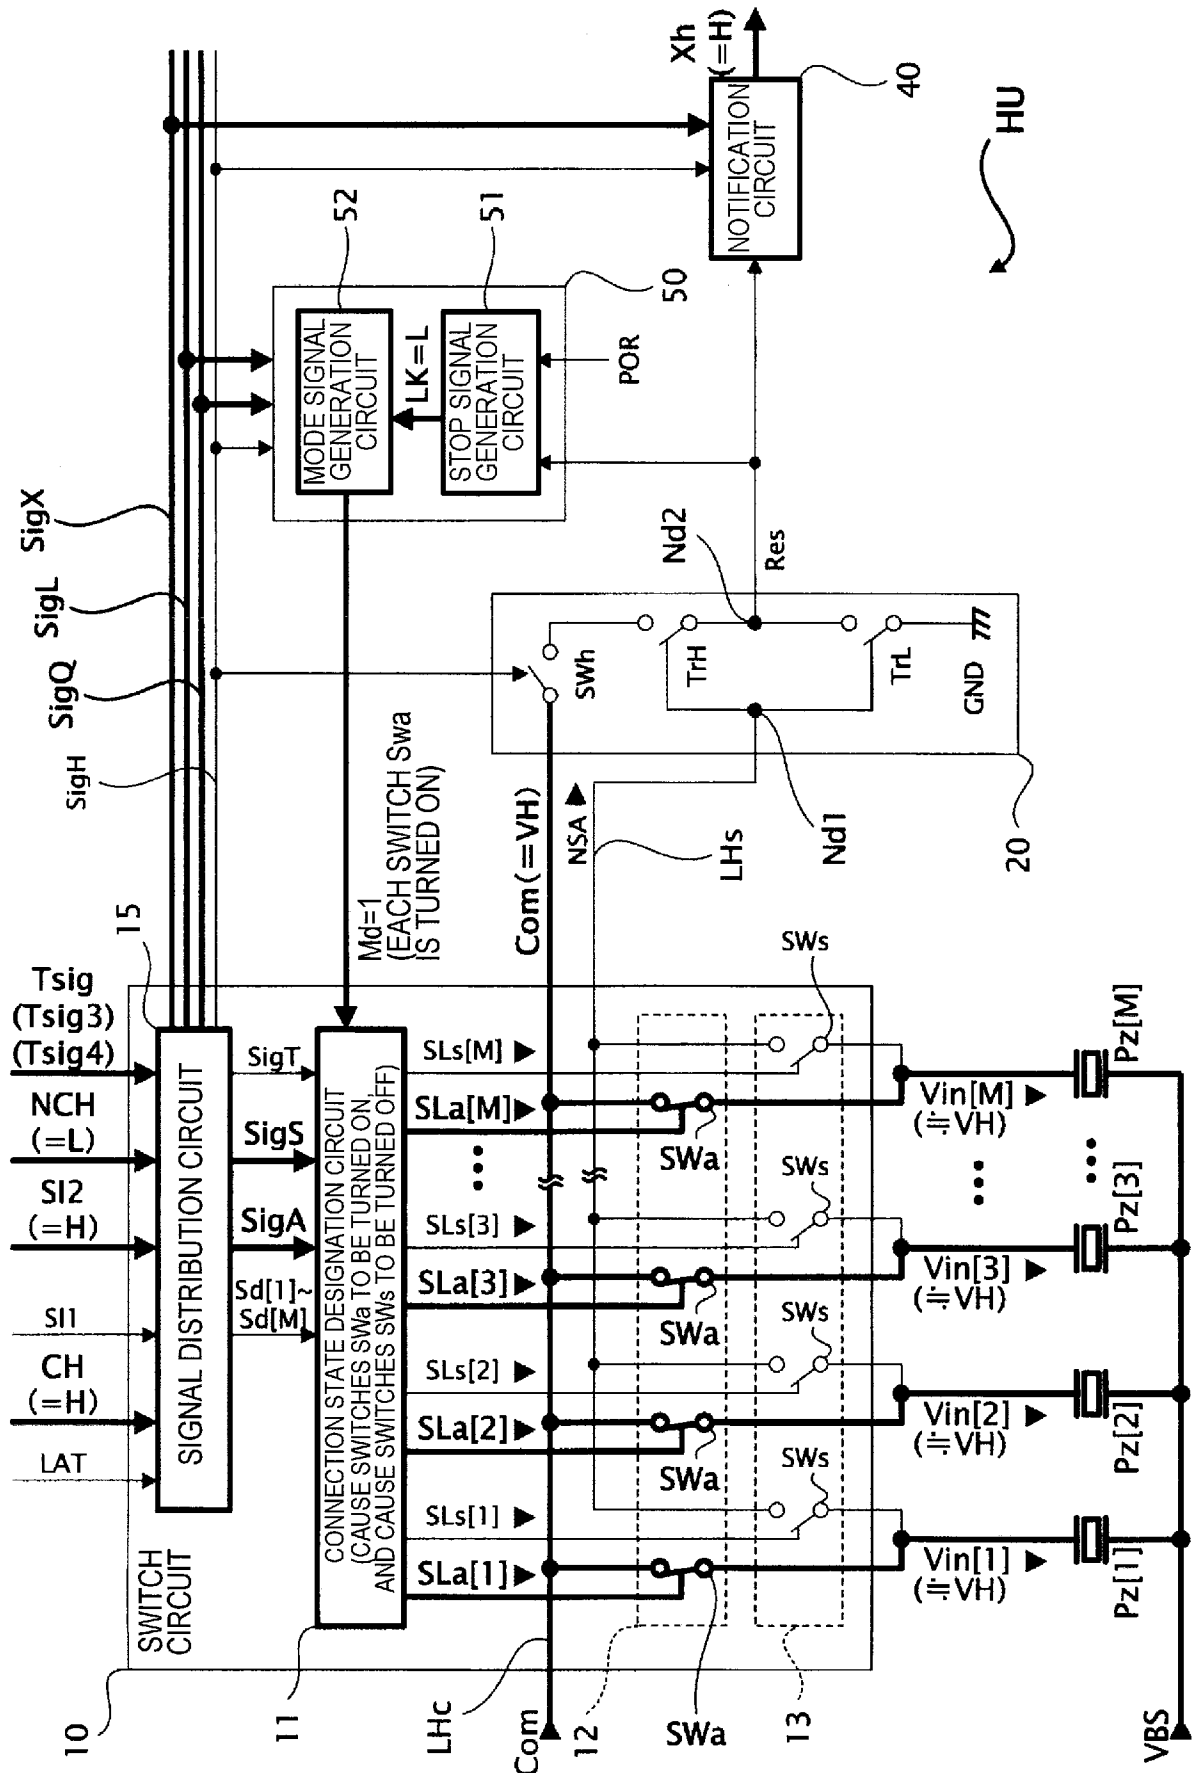 10
SWITCH
CIRCUIT
15
LAT
CH
(=H)
SI1
SI2
(=H)
NCH
(=L)
Tsig
(Tsig3)
(Tsig4)
SIGNAL DISTRIBUTION CIRCUIT
Sd[1]~
Sd[M]
SigA
SigS
SigT
SigH
SigQ
SigL
SigX
11
CONNECTION STATE DESIGNATION CIRCUIT
(CAUSE SWITCHES SWa TO BE TURNED ON,
AND CAUSE SWITCHES SWs TO BE TURNED OFF)
Md=1
(EACH SWITCH Swa
IS TURNED ON)
MODE SIGNAL
GENERATION
CIRCUIT
52
LK=L
STOP SIGNAL
GENERATION
CIRCUIT
51
50
POR
SLa[1]
SLs[1]
SLa[2]
SLs[2]
SLa[3]
SLs[3]
•••
SLa[M]
SLs[M]
LHc
Com
Com(≒VH)
NSA
LHs
12
SWa
SWa
SWa
SWa
13
SWs
SWs
SWs
SWs
SWh
TrH
TrL
GND
Nd1
Nd2
Res
20
NOTIFICATION
CIRCUIT
40
Xh
(=H)
HU
Vin[1]
(≒VH)
Vin[2]
(≒VH)
Vin[3]
(≒VH)
•••
Vin[M]
(≒VH)
Pz[1]
Pz[2]
Pz[3]
•••
Pz[M]
VBS